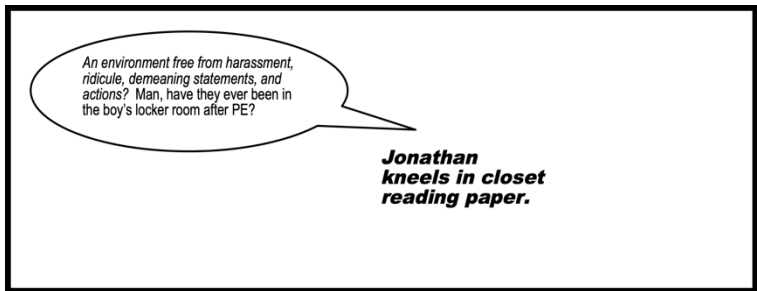 An environment free from harassment,
ridicule, demeaning statements, and
actions? Man, have they ever been in
the boy's locker room after PE?
Jonathan
kneels in closet
reading paper.